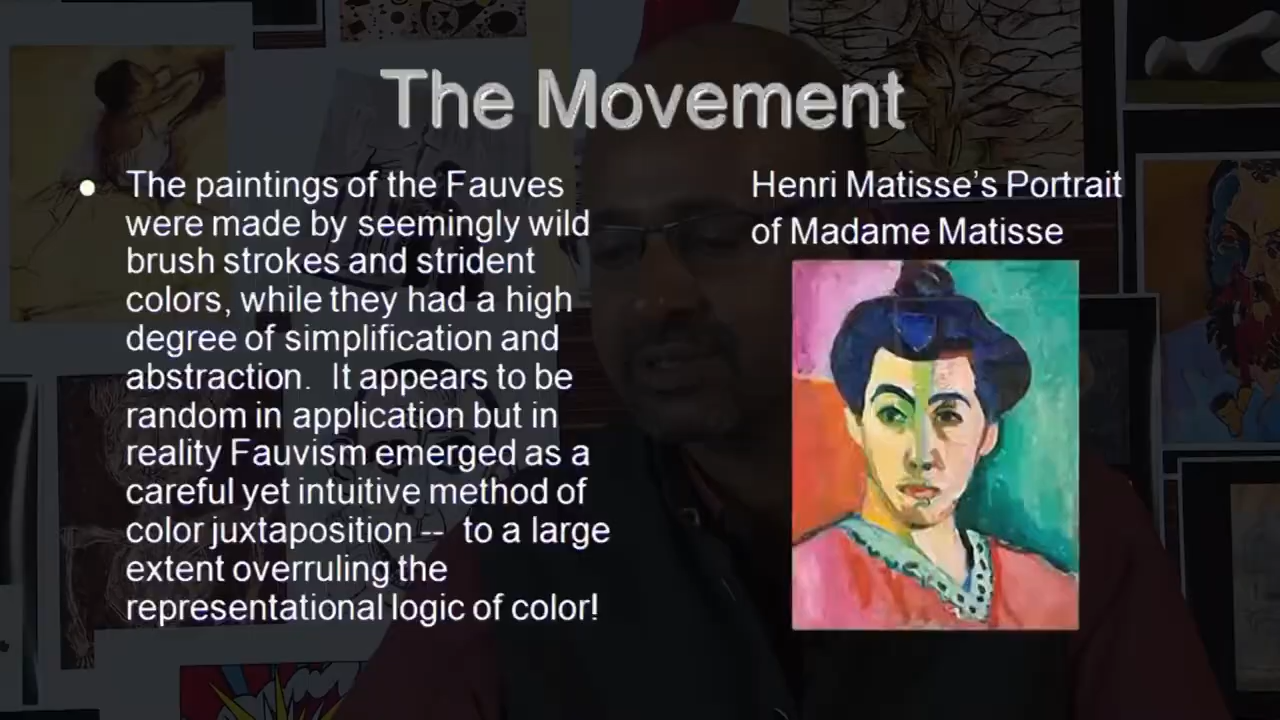 The Movement
● The paintings of the Fauves
were made by seemingly wild
brush strokes and strident
colors, while they had a high
degree of simplification and
abstraction.  It appears to be
random in application but in
reality Fauvism emerged as a
careful yet intuitive method of
color juxtaposition --  to a large
extent overruling the
representational logic of color!
Henri Matisse’s Portrait
of Madame Matisse